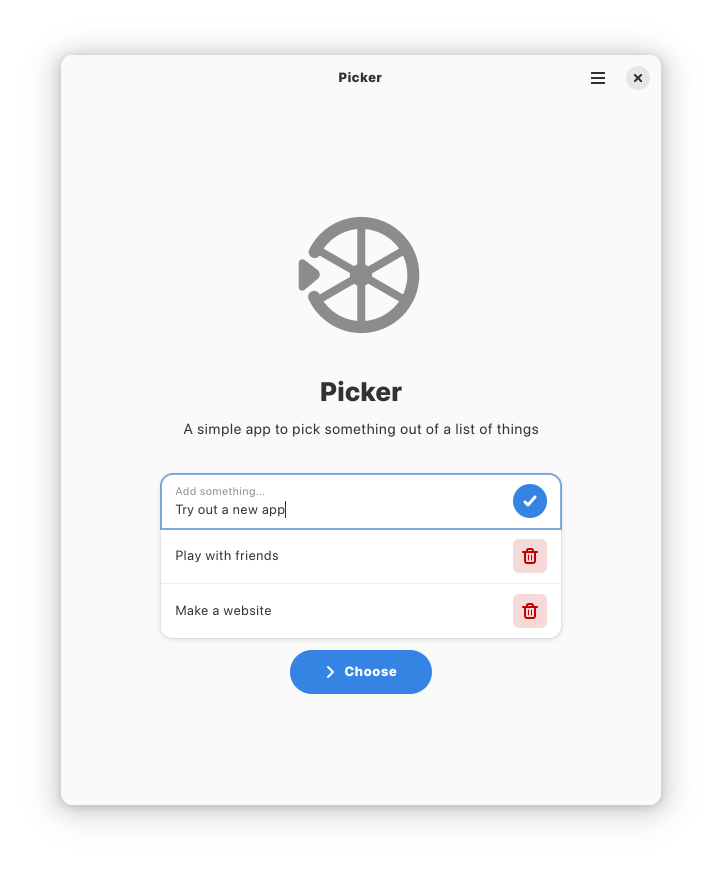 Picker
Picker
A simple app to pick something out of a list of things
Add something...
Try out a new app
Play with friends
Make a website
Choose